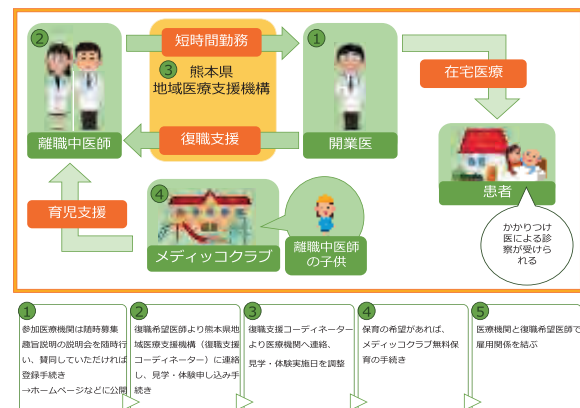 ②
短時間勤務
①
③ 熊本県
地域医療支援機構
在宅医療
離職中医師
復職支援
開業医
育児支援
④
メディッコクラブ
離職中医師
の子供
患者
かかりつけ
医による診
察が受けら
れる
①
参加医療機関は随時募集
趣旨説明の説明会を随時行
い、賛同していただければ
登録手続き
→ホームページなどに公開
②
復職希望医師より熊本県地
域医療支援機構（復職支援
コーディネーター）に連絡
し、見学・体験申し込み手
続き
③
復職支援コーディネーター
より医療機関へ連絡、
見学・体験実施日を調整
④
保育の希望があれば、
メディッコクラブ無料保
育の手続き
⑤
医療機関と復職希望医師で
雇用関係を結ぶ